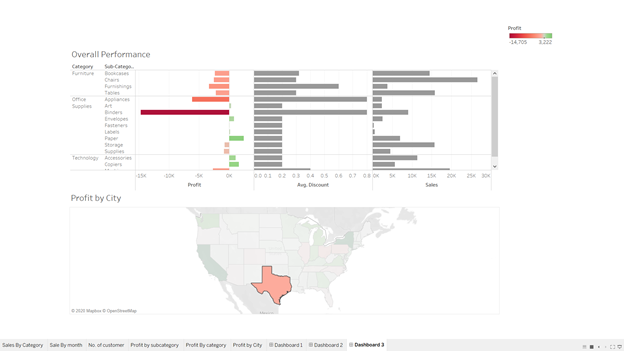 Profit
-14,705 3,222
Overall Performance
Category Sub-Catego..
Furniture Bookcases
Chairs
Furnishings
Tables
Office Supplies Appliances
Art
Binders
Envelopes
Fasteners
Labels
Paper
Storage
Supplies
Technology Accessories
Copiers
-15K -10K -5K 0K 0.0 0.1 0.2 0.3 0.4 0.5 0.6 0.7 0.8 0K 5K 10K 15K 20K 25K 30K
Profit Avg. Discount Sales
Profit by City
© 2025 Mapbox © OpenStreetMap
Sales By Category Sale By month No. of customer Profit by subcategory Profit By category Profit by City Dashboard 1 Dashboard 2 Dashboard 3